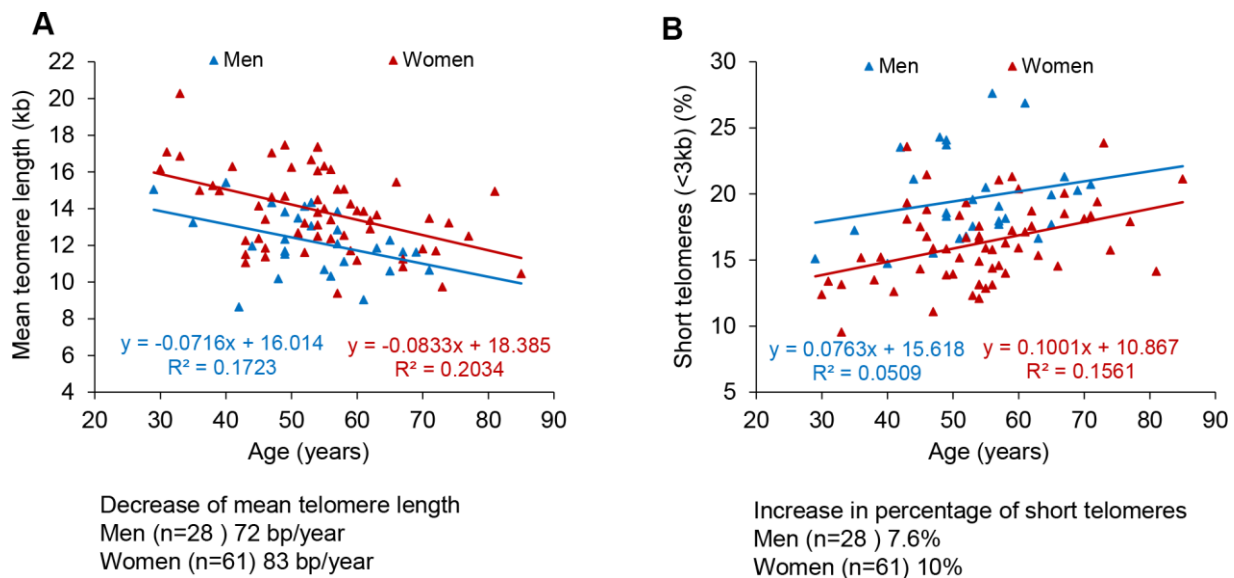 A
Men Women
Mean teomere length (kb)
22
20
18
16
14
12
10
8
6
4
y = -0.0716x + 16.014
R² = 0.1723
y = -0.0833x + 18.385
R² = 0.2034
20 30 40 50 60 70 80 90
Age (years)
Decrease of mean telomere length
Men (n=28 ) 72 bp/year
Women (n=61) 83 bp/year
B
Men Women
Short telomeres (<3kb) (%)
30
25
20
15
10
5
y = 0.0763x + 15.618
R² = 0.0509
y = 0.1001x + 10.867
R² = 0.1561
20 30 40 50 60 70 80 90
Age (years)
Increase in percentage of short telomeres
Men (n=28 ) 7.6%
Women (n=61) 10%